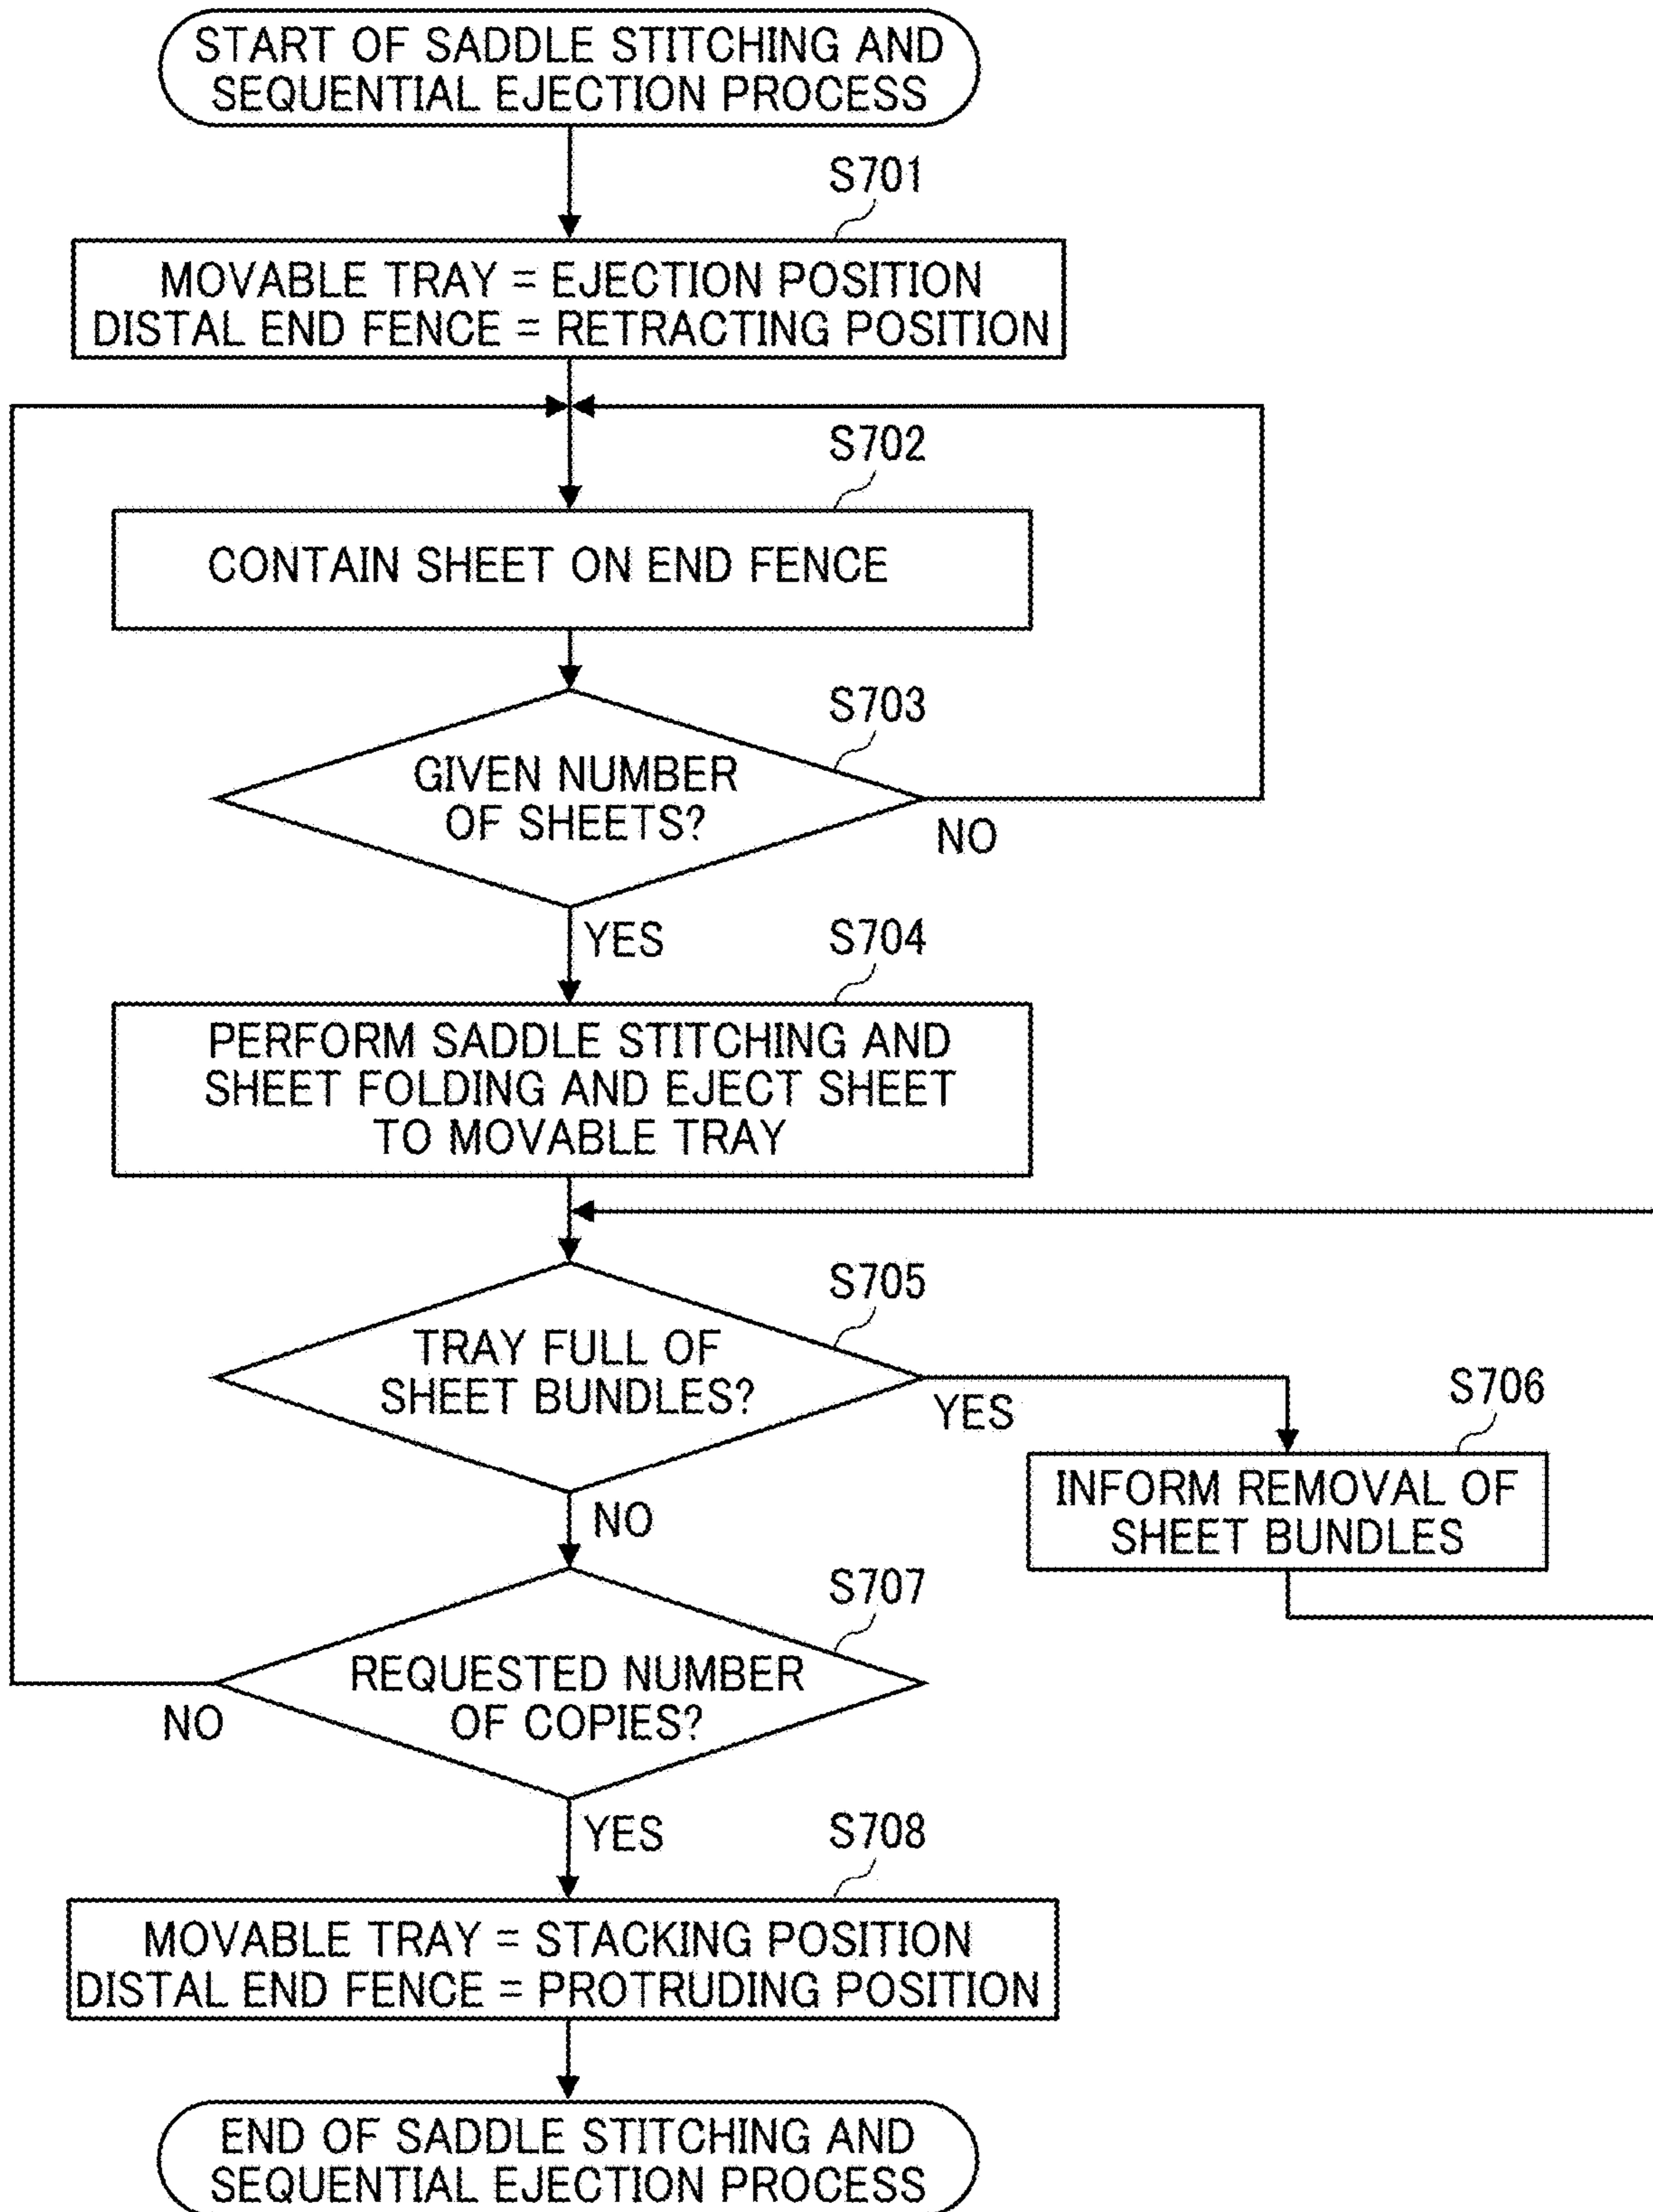 START OF SADDLE STITCHING AND
SEQUENTIAL EJECTION PROCESS
S701
MOVABLE TRAY = EJECTION POSITION
DISTAL END FENCE = RETRACTING POSITION
S702
CONTAIN SHEET ON END FENCE
S703
GIVEN NUMBER
OF SHEETS?
NO
YES
S704
PERFORM SADDLE STITCHING AND
SHEET FOLDING AND EJECT SHEET
TO MOVABLE TRAY
S705
TRAY FULL OF
SHEET BUNDLES?
YES
S706
INFORM REMOVAL OF
SHEET BUNDLES
NO
S707
REQUESTED NUMBER
OF COPIES?
NO
YES
S708
MOVABLE TRAY = STACKING POSITION
DISTAL END FENCE = PROTRUDING POSITION
END OF SADDLE STITCHING AND
SEQUENTIAL EJECTION PROCESS